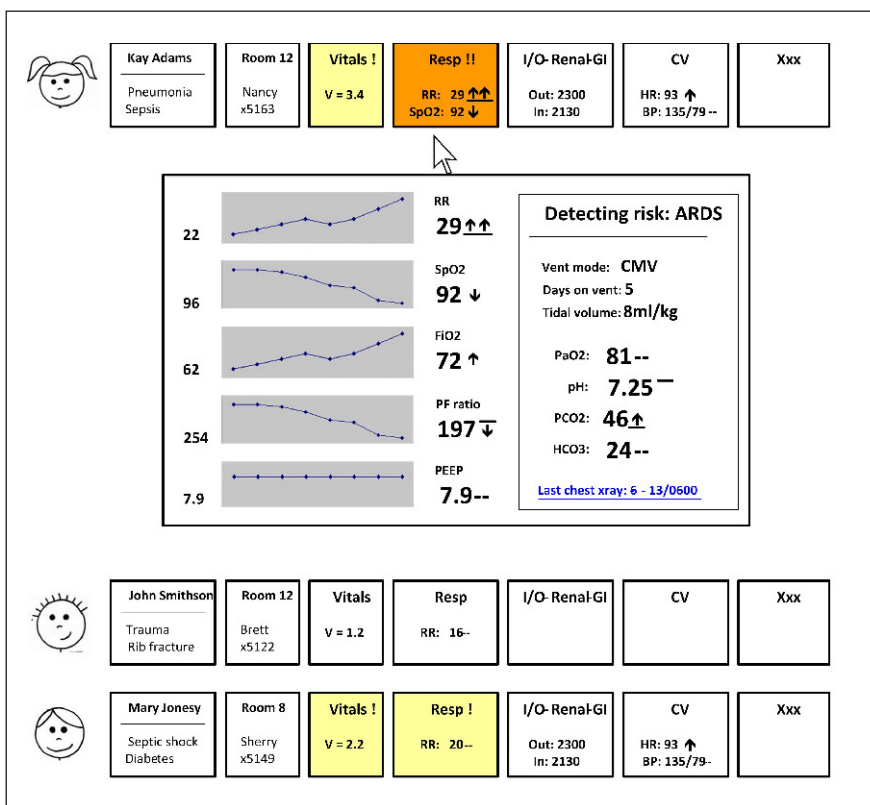 Kay Adams
Pneumonia
Sepsis
Room 12
Nancy
x5163
Vitals !
V = 3.4
Resp !!
RR: 29 ↑↑
SpO2: 92 ↓
I/O- Renal-GI
Out: 2300
In: 2130
CV
HR: 93 ↑
BP: 135/79 --
Xxx
22
RR
29 ↑↑
96
SpO2
92 ↓
62
FiO2
72 ↑
254
PF ratio
197 ↓
7.9
PEEP
7.9--
Detecting risk: ARDS
Vent mode: CMV
Days on vent: 5
Tidal volume: 8ml/kg
PaO2: 81--
pH: 7.25 —
PCO2: 46 ↑
HCO3: 24--
Last chest xray: 6 - 13/0600
John Smithson
Trauma
Rib fracture
Room 12
Brett
x5122
Vitals
V = 1.2
Resp
RR: 16--
I/O- Renal-GI
CV
Xxx
Mary Jonesy
Septic shock
Diabetes
Room 8
Sherry
x5149
Vitals !
V = 2.2
Resp !
RR: 20--
I/O- Renal-GI
Out: 2300
In: 2130
CV
HR: 93 ↑
BP: 135/79-
Xxx